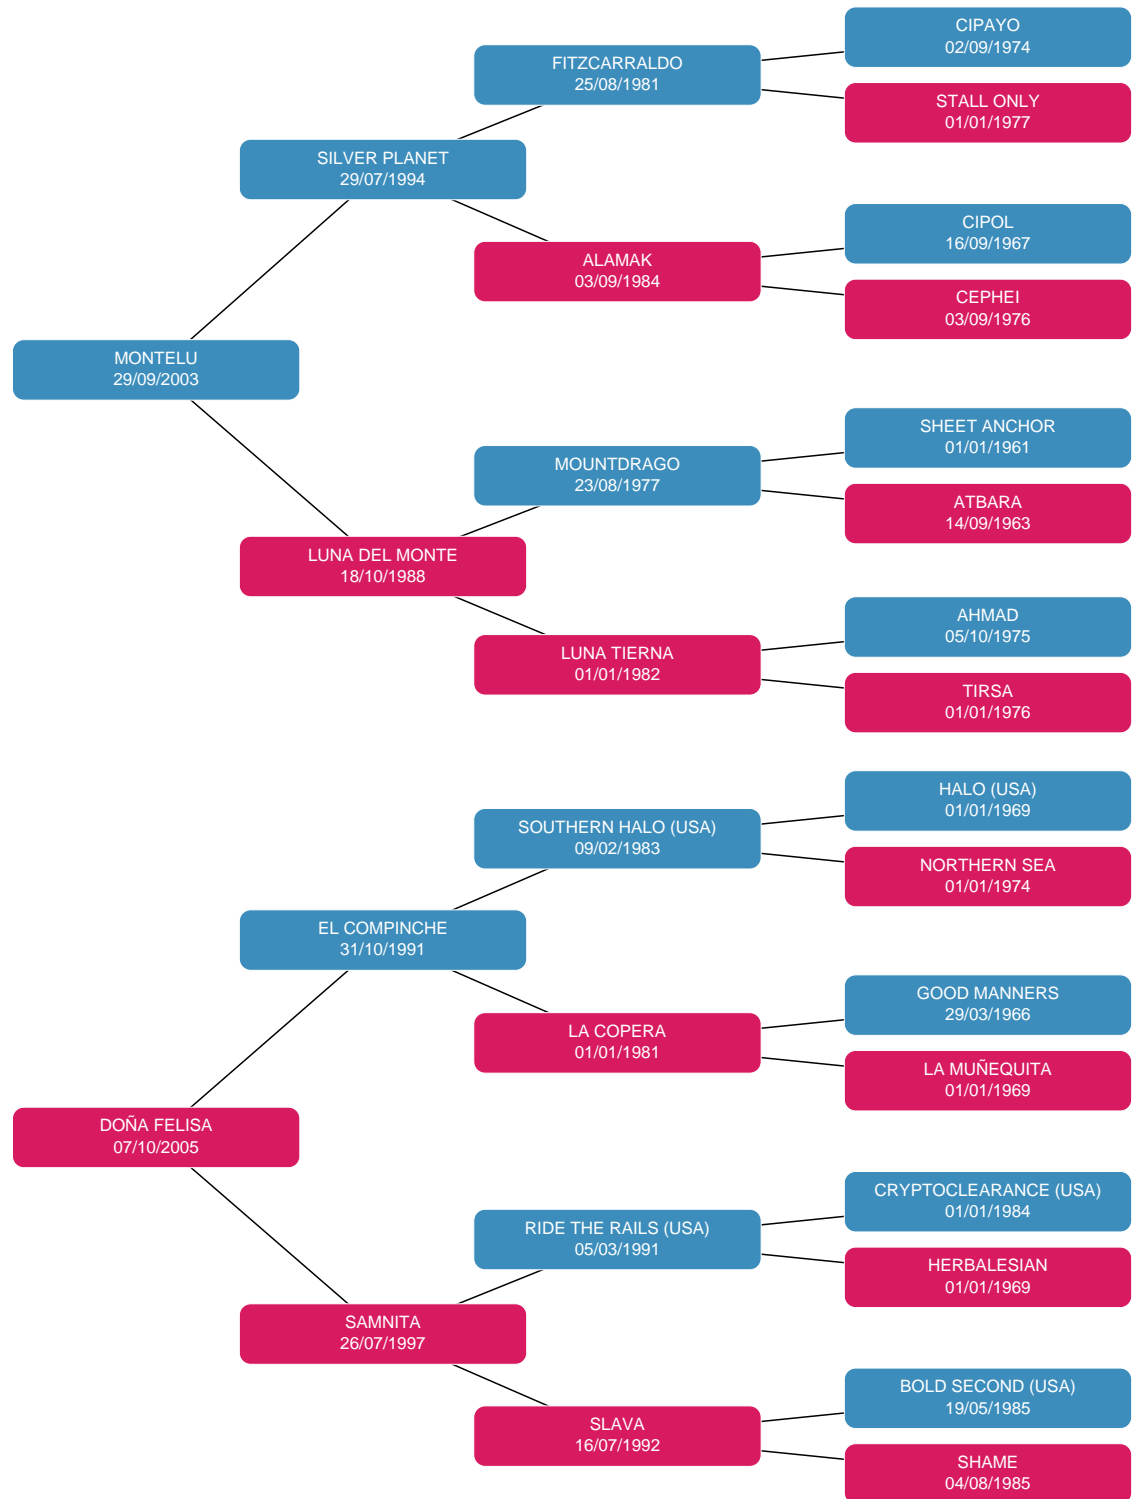 CIPAYO
02/09/1974
FITZCARRALDO
25/08/1981
STALL ONLY
01/01/1977
SILVER PLANET
29/07/1994
CIPOL
16/09/1967
ALAMAK
03/09/1984
CEPHEI
03/09/1976
MONTELU
29/09/2003
SHEET ANCHOR
01/01/1961
MOUNTDRAGO
23/08/1977
ATBARA
14/09/1963
LUNA DEL MONTE
18/10/1988
AHMAD
05/10/1975
LUNA TIERNA
01/01/1982
TIRSA
01/01/1976
HALO (USA)
01/01/1969
SOUTHERN HALO (USA)
09/02/1983
NORTHERN SEA
01/01/1974
EL COMPINCHE
31/10/1991
GOOD MANNERS
29/03/1966
LA COPERA
01/01/1981
LA MUÑEQUITA
01/01/1969
DOÑA FELISA
07/10/2005
CRYPTOCLEARANCE (USA)
01/01/1984
RIDE THE RAILS (USA)
05/03/1991
HERBALESIAN
01/01/1969
SAMNITA
26/07/1997
BOLD SECOND (USA)
19/05/1985
SLAVA
16/07/1992
SHAME
04/08/1985